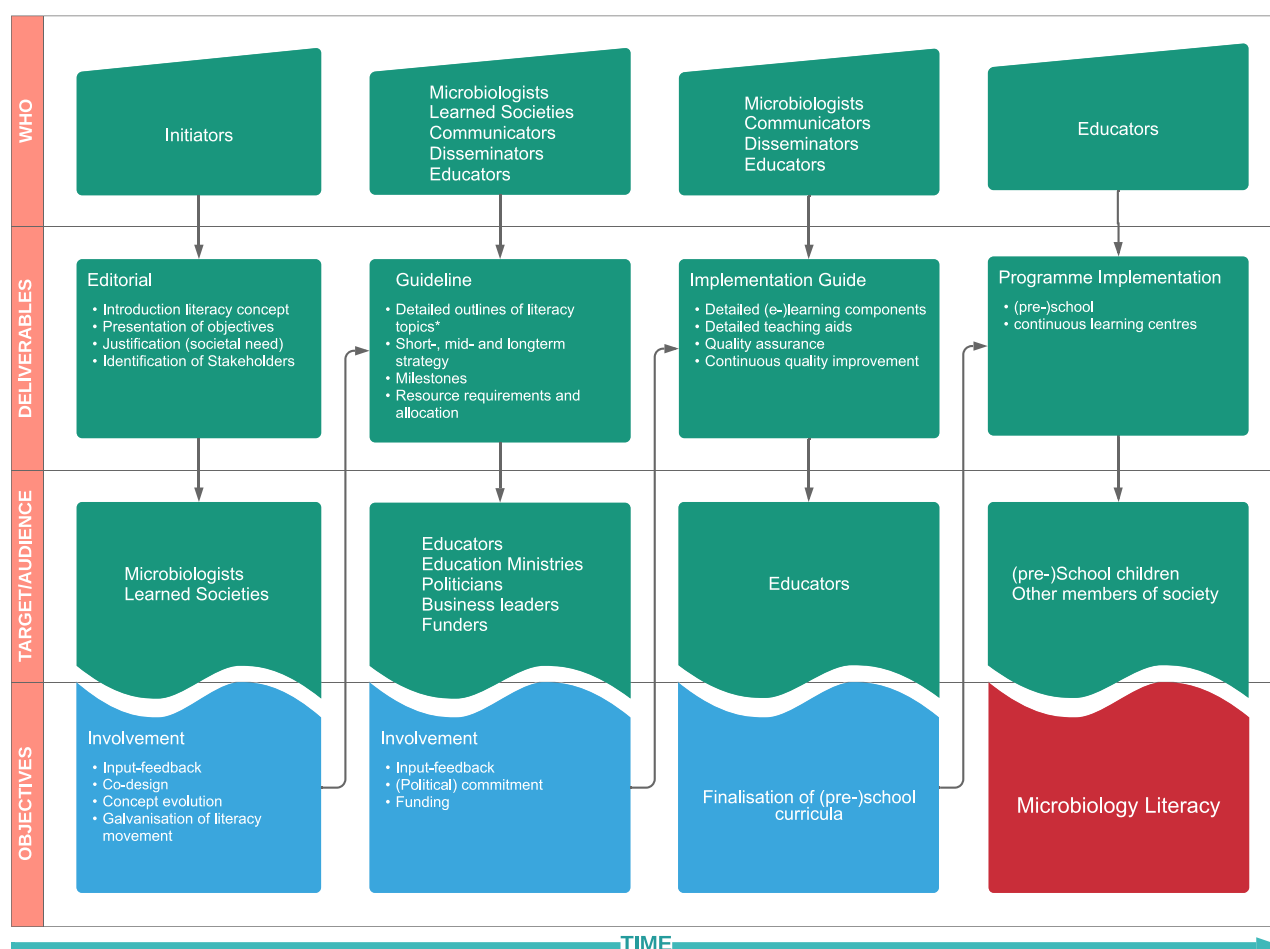 WHO
Initiators
Microbiologists
Learned Societies
Communicators
Disseminators
Educators
Microbiologists
Communicators
Disseminators
Educators
Educators
DELIVERABLES
Editorial
• Introduction literacy concept
• Presentation of objectives
• Justification (societal need)
• Identification of Stakeholders
Guideline
• Detailed outlines of literacy
topics*
• Short-, mid- and longterm
strategy
• Milestones
• Resource requirements and
allocation
Implementation Guide
• Detailed (e-)learning components
• Detailed teaching aids
• Quality assurance
• Continuous quality improvement
Programme Implementation
• (pre-)school
• continuous learning centres
TARGET/AUDIENCE
Microbiologists
Learned Societies
Educators
Education Ministries
Politicians
Business leaders
Funders
Educators
(pre-)School children
Other members of society
OBJECTIVES
Involvement
• Input-feedback
• Co-design
• Concept evolution
• Galvanisation of literacy
movement
Involvement
• Input-feedback
• (Political) commitment
• Funding
Finalisation of (pre-)school
curricula
Microbiology Literacy
TIME